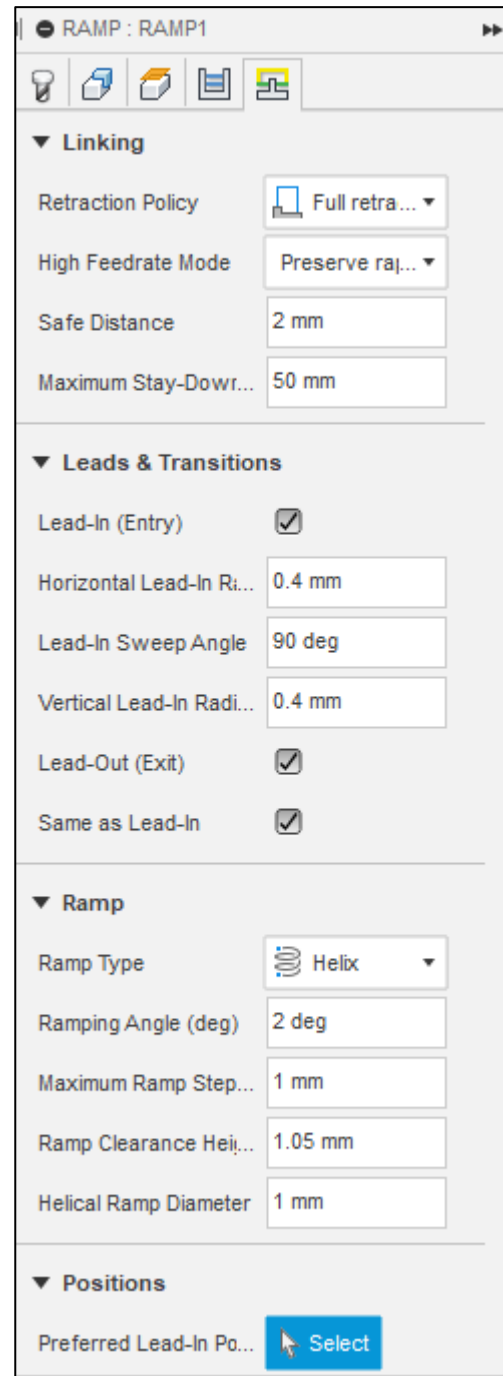 RAMP : RAMP1
Linking
Retraction Policy Full retra...
High Feedrate Mode Preserve rap...
Safe Distance 2 mm
Maximum Stay-Down... 50 mm
Leads & Transitions
Lead-In (Entry)
Horizontal Lead-In Ra... 0.4 mm
Lead-In Sweep Angle 90 deg
Vertical Lead-In Radi... 0.4 mm
Lead-Out (Exit)
Same as Lead-In
Ramp
Ramp Type Helix
Ramping Angle (deg) 2 deg
Maximum Ramp Step... 1 mm
Ramp Clearance Hei... 1.05 mm
Helical Ramp Diameter 1 mm
Positions
Preferred Lead-In Po... Select